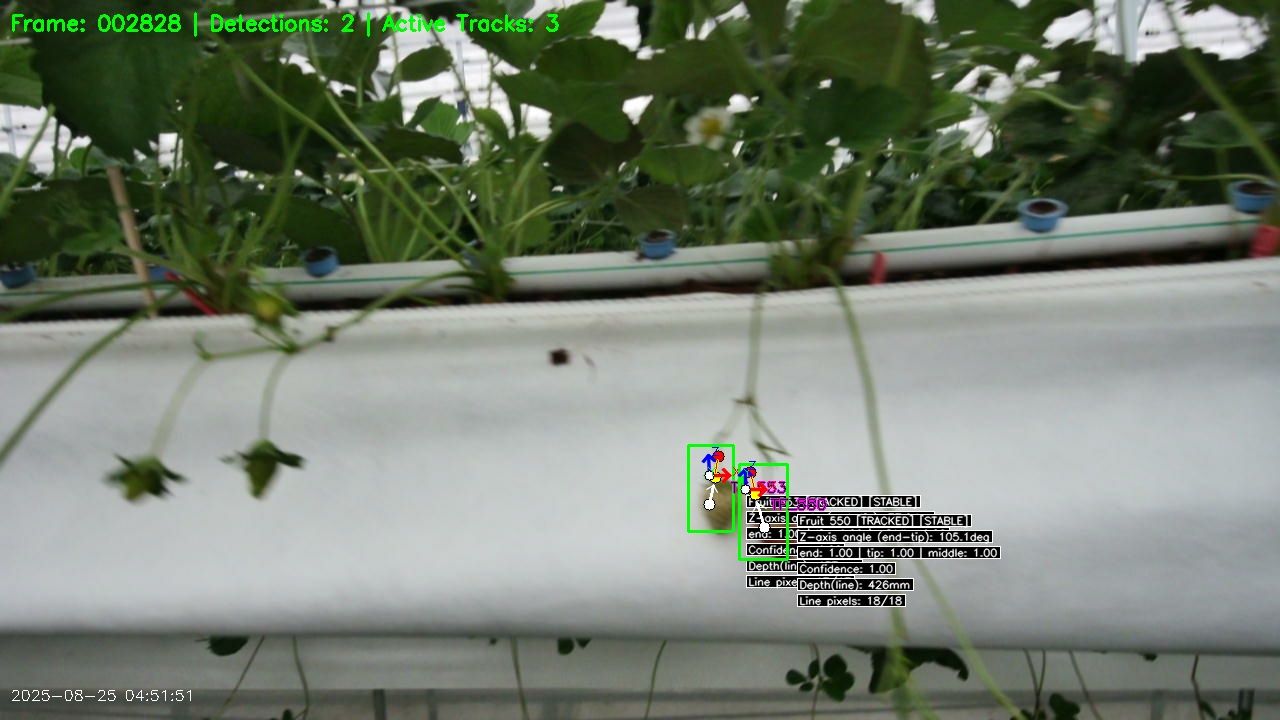 Frame: 002828 | Detections: 2 | Active Tracks: 3
[TRACKED] [STABLE]
Fruit 550 [TRACKED] [STABLE]
Z-axis angle (end-tip): 105.1deg
end: 1.00 | tip: 1.00 | middle: 1.00
Confidence: 1.00
Depth(line): 426mm
Line pixels: 18/18
2025-08-25 04:51:51